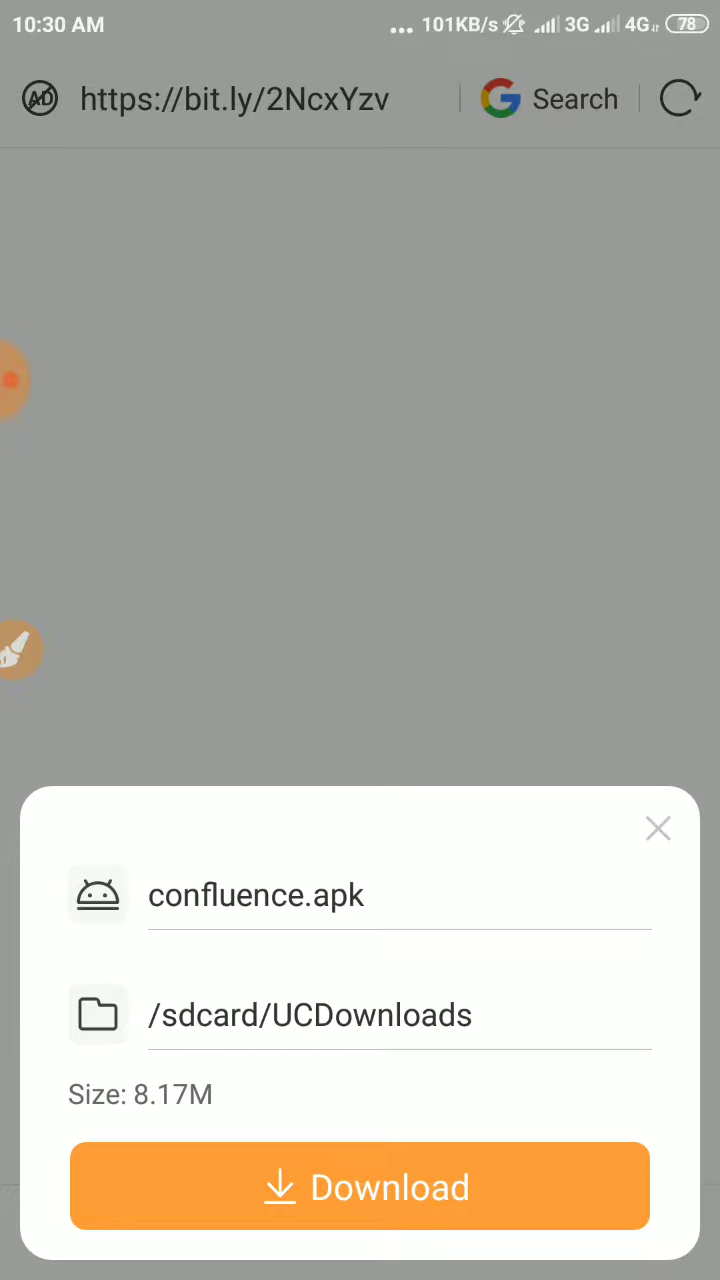 10:30 AM ... 101KB/s 3G 4G 78
AD https://bit.ly/2NcxYzv Search
confluence.apk
/sdcard/UCDownloads
Size: 8.17M
Download